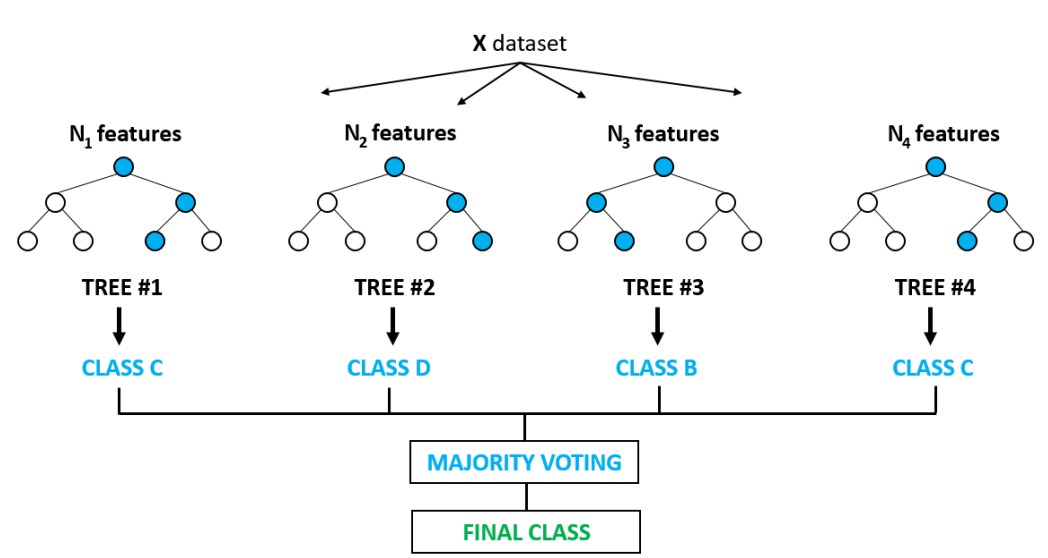 X dataset
N1 features
N2 features
N3 features
N4 features
TREE #1
TREE #2
TREE #3
TREE #4
CLASS C
CLASS D
CLASS B
CLASS C
MAJORITY VOTING
FINAL CLASS